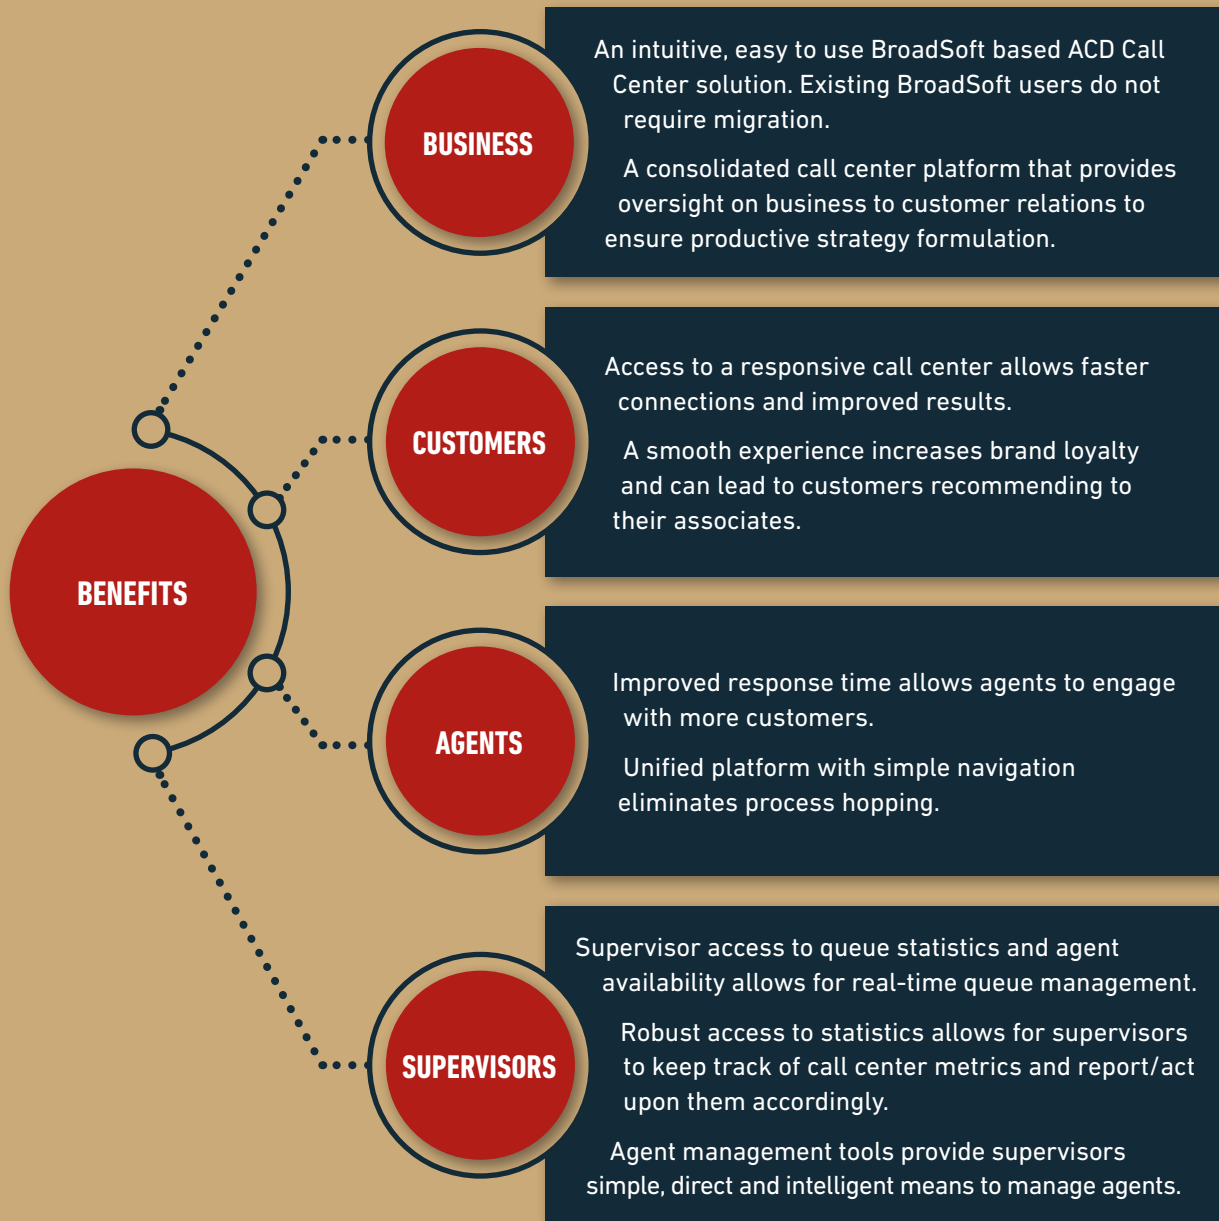 BENEFITS
BUSINESS
An intuitive, easy to use BroadSoft based ACD Call
Center solution. Existing BroadSoft users do not
require migration.
A consolidated call center platform that provides
oversight on business to customer relations to
ensure productive strategy formulation.
CUSTOMERS
Access to a responsive call center allows faster
connections and improved results.
A smooth experience increases brand loyalty
and can lead to customers recommending to
their associates.
AGENTS
Improved response time allows agents to engage
with more customers.
Unified platform with simple navigation
eliminates process hopping.
SUPERVISORS
Supervisor access to queue statistics and agent
availability allows for real-time queue management.
Robust access to statistics allows for supervisors
to keep track of call center metrics and report/act
upon them accordingly.
Agent management tools provide supervisors
simple, direct and intelligent means to manage agents.